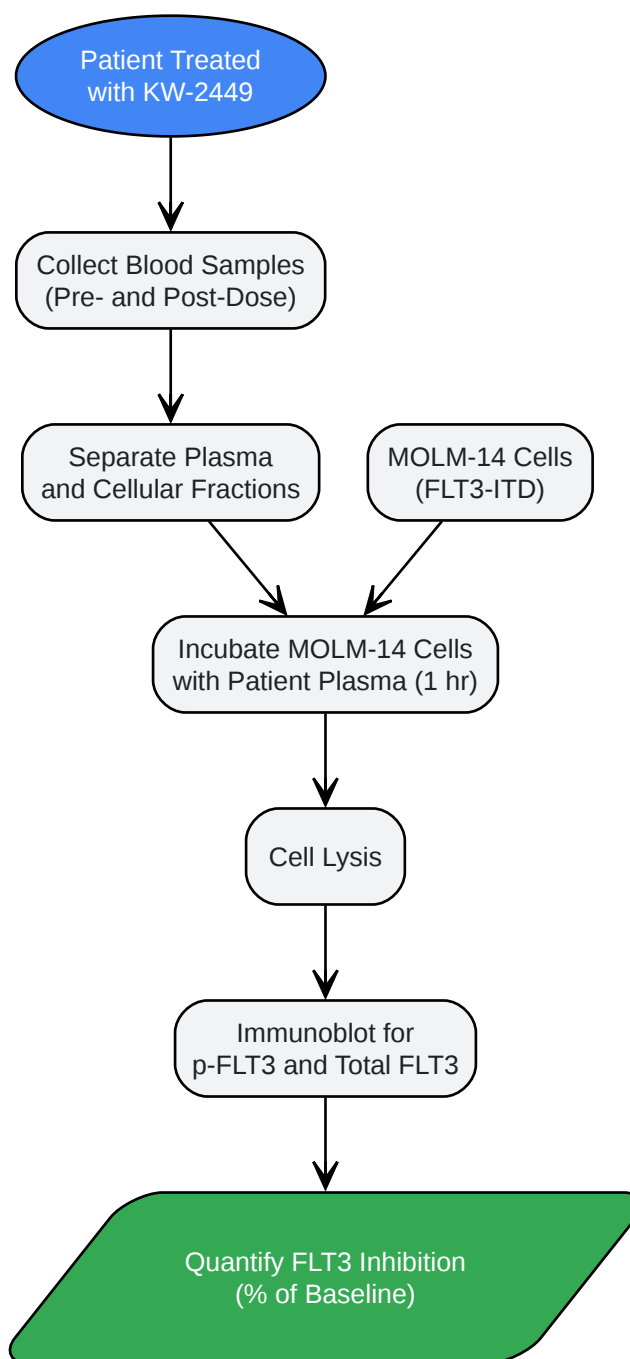 Patient Treated
with KW-2449
Collect Blood Samples
(Pre- and Post-Dose)
Separate Plasma
and Cellular Fractions
MOLM-14 Cells
(FLT3-ITD)
Incubate MOLM-14 Cells
with Patient Plasma (1 hr)
Cell Lysis
Immunoblot for
p-FLT3 and Total FLT3
Quantify FLT3 Inhibition
(% of Baseline)